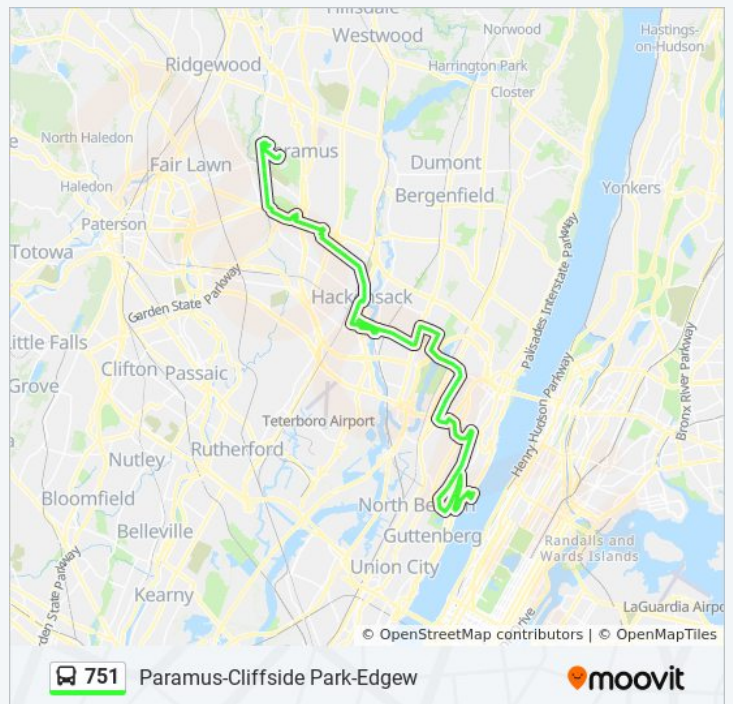 Hillsdale
Westwood
Norwood
Hastings-
on-Hudson
Ridgewood
Harrington Park
Closter
North Haledon
Paramus
Fair Lawn
Dumont
Haledon
Bergenfield
Yonkers
Paterson
Totowa
Garden State Parkway
Hackensack
Palisades Interstate Parkway
Little Falls
Clifton
Passaic
Grove
Henry Hudson Parkway
Bronx River Parkway
Teterboro Airport
Rutherford
Nutley
Bloomfield
North Bergen
Guttenberg
Belleville
Randalls and
Wards Islands
Union City
Kearny
den State Parkway
LaGuardia Airpo
© OpenStreetMap contributors | © OpenMapTiles
751 Paramus-Cliffside Park-Edgew
moovit